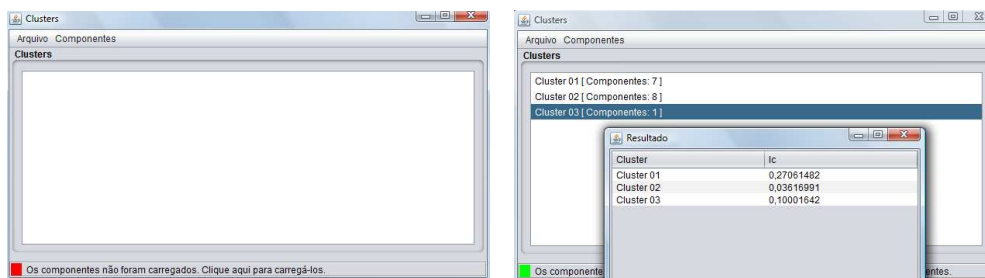 Clusters
Arquivo Componentes
Clusters
Os componentes não foram carregados. Clique aqui para carregá-los.
Clusters
Arquivo Componentes
Clusters
Cluster 01 [ Componentes: 7 ]
Cluster 02 [ Componentes: 8 ]
Cluster 03 [ Componentes: 1 ]
Resultado
Cluster Ic
Cluster 01 0,27061482
Cluster 02 0,03616991
Cluster 03 0,10001642
Os componente entes.